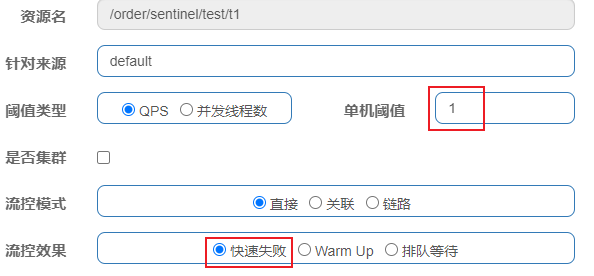 资源名 /order/sentinel/test/t1
针对来源 default
阈值类型 QPS 并发线程数 单机阈值 1
是否集群
流控模式 直接 关联 链路
流控效果 快速失败 Warm Up 排队等待